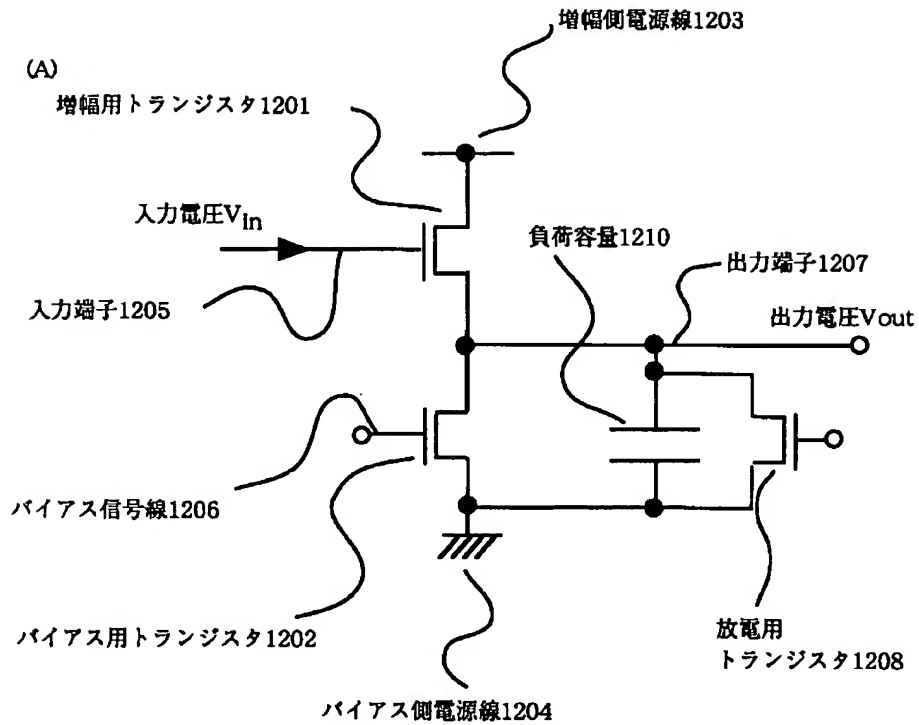 増幅側電源線1203
(A)
増幅用トランジスタ1201
入力電圧VIn
負荷容量1210
出力端子1207
入力端子1205
出力電圧Vout
バイアス信号線1206
バイアス用トランジスタ1202
放電用
トランジスタ1208
バイアス側電源線1204